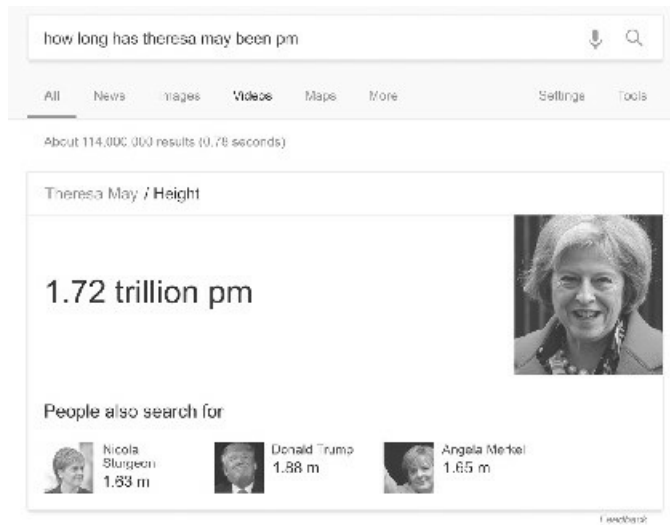 how long has theresa may been pm
All News Images Videos Maps More Settings Tools
About 114,000,000 results (0.78 seconds)
Theresa May / Height
1.72 trillion pm
People also search for
Nicola
Sturgeon
1.63 m
Donald Trump
1.88 m
Angela Merkel
1.65 m
Feedback